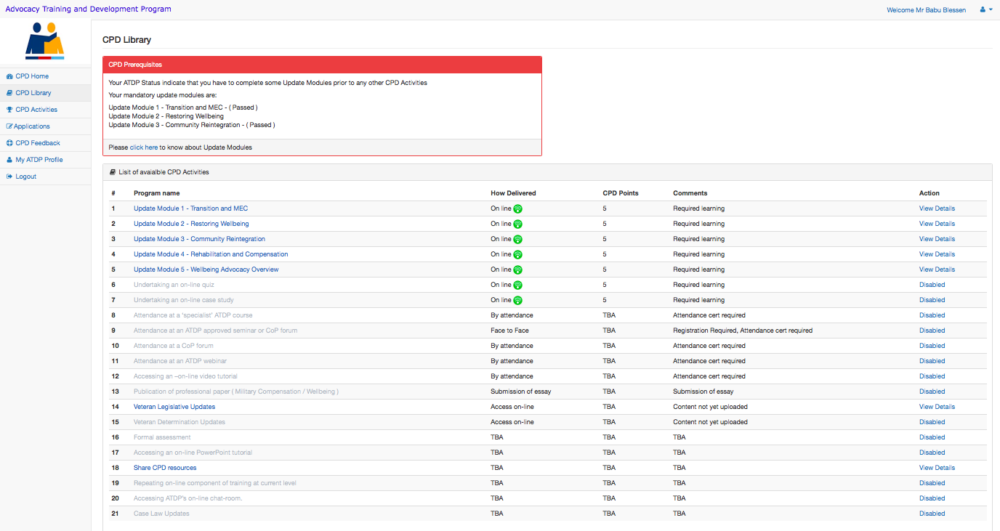 Advocacy Training and Development Program
Welcome Mr Babu Blessen
CPD Home
CPD Library
CPD Activities
Applications
CPD Feedback
My ATDP Profile
Logout
CPD Library
CPD Prerequisites
Your ATDP Status indicate that you have to complete some Update Modules prior to any other CPD Activities
Your mandatory update modules are:
Update Module 1 - Transition and MEC - ( Passed )
Update Module 2 - Restoring Wellbeing
Update Module 3 - Community Reintegration - ( Passed )
Please click here to know about Update Modules
Lisit of avaialble CPD Activities
# Program name How Delivered CPD Points Comments Action
1 Update Module 1 - Transition and MEC On line 5 Required learning View Details
2 Update Module 2 - Restoring Wellbeing On line 5 Required learning View Details
3 Update Module 3 - Community Reintegration On line 5 Required learning View Details
4 Update Module 4 - Rehabilitation and Compensation On line 5 Required learning View Details
5 Update Module 5 - Wellbeing Advocacy Overview On line 5 Required learning View Details
6 Undertaking an on-line quiz On line 5 Required learning Disabled
7 Undertaking an on-line case study On line 5 Required learning Disabled
8 Attendance at a 'specialist' ATDP course By attendance TBA Attendance cert required Disabled
9 Attendance at an ATDP approved seminar or CoP forum Face to Face TBA Registration Required, Attendance cert required Disabled
10 Attendance at a CoP forum By attendance TBA Attendance cert required Disabled
11 Attendance at an ATDP webinar By attendance TBA Attendance cert required Disabled
12 Accessing an –on-line video tutorial By attendance TBA Attendance cert required Disabled
13 Publication of professional paper ( Military Compensation / Wellbeing ) Submission of essay TBA Submission of essay Disabled
14 Veteran Legislative Updates Access on-line TBA Content not yet uploaded View Details
15 Veteran Determination Updates Access on-line TBA Content not yet uploaded Disabled
16 Formal assessment TBA TBA TBA Disabled
17 Accessing an on-line PowerPoint tutorial TBA TBA TBA Disabled
18 Share CPD resources TBA TBA TBA View Details
19 Repeating on-line component of training at current level TBA TBA TBA Disabled
20 Accessing ATDP's on-line chat-room. TBA TBA TBA Disabled
21 Case Law Updates TBA TBA TBA Disabled